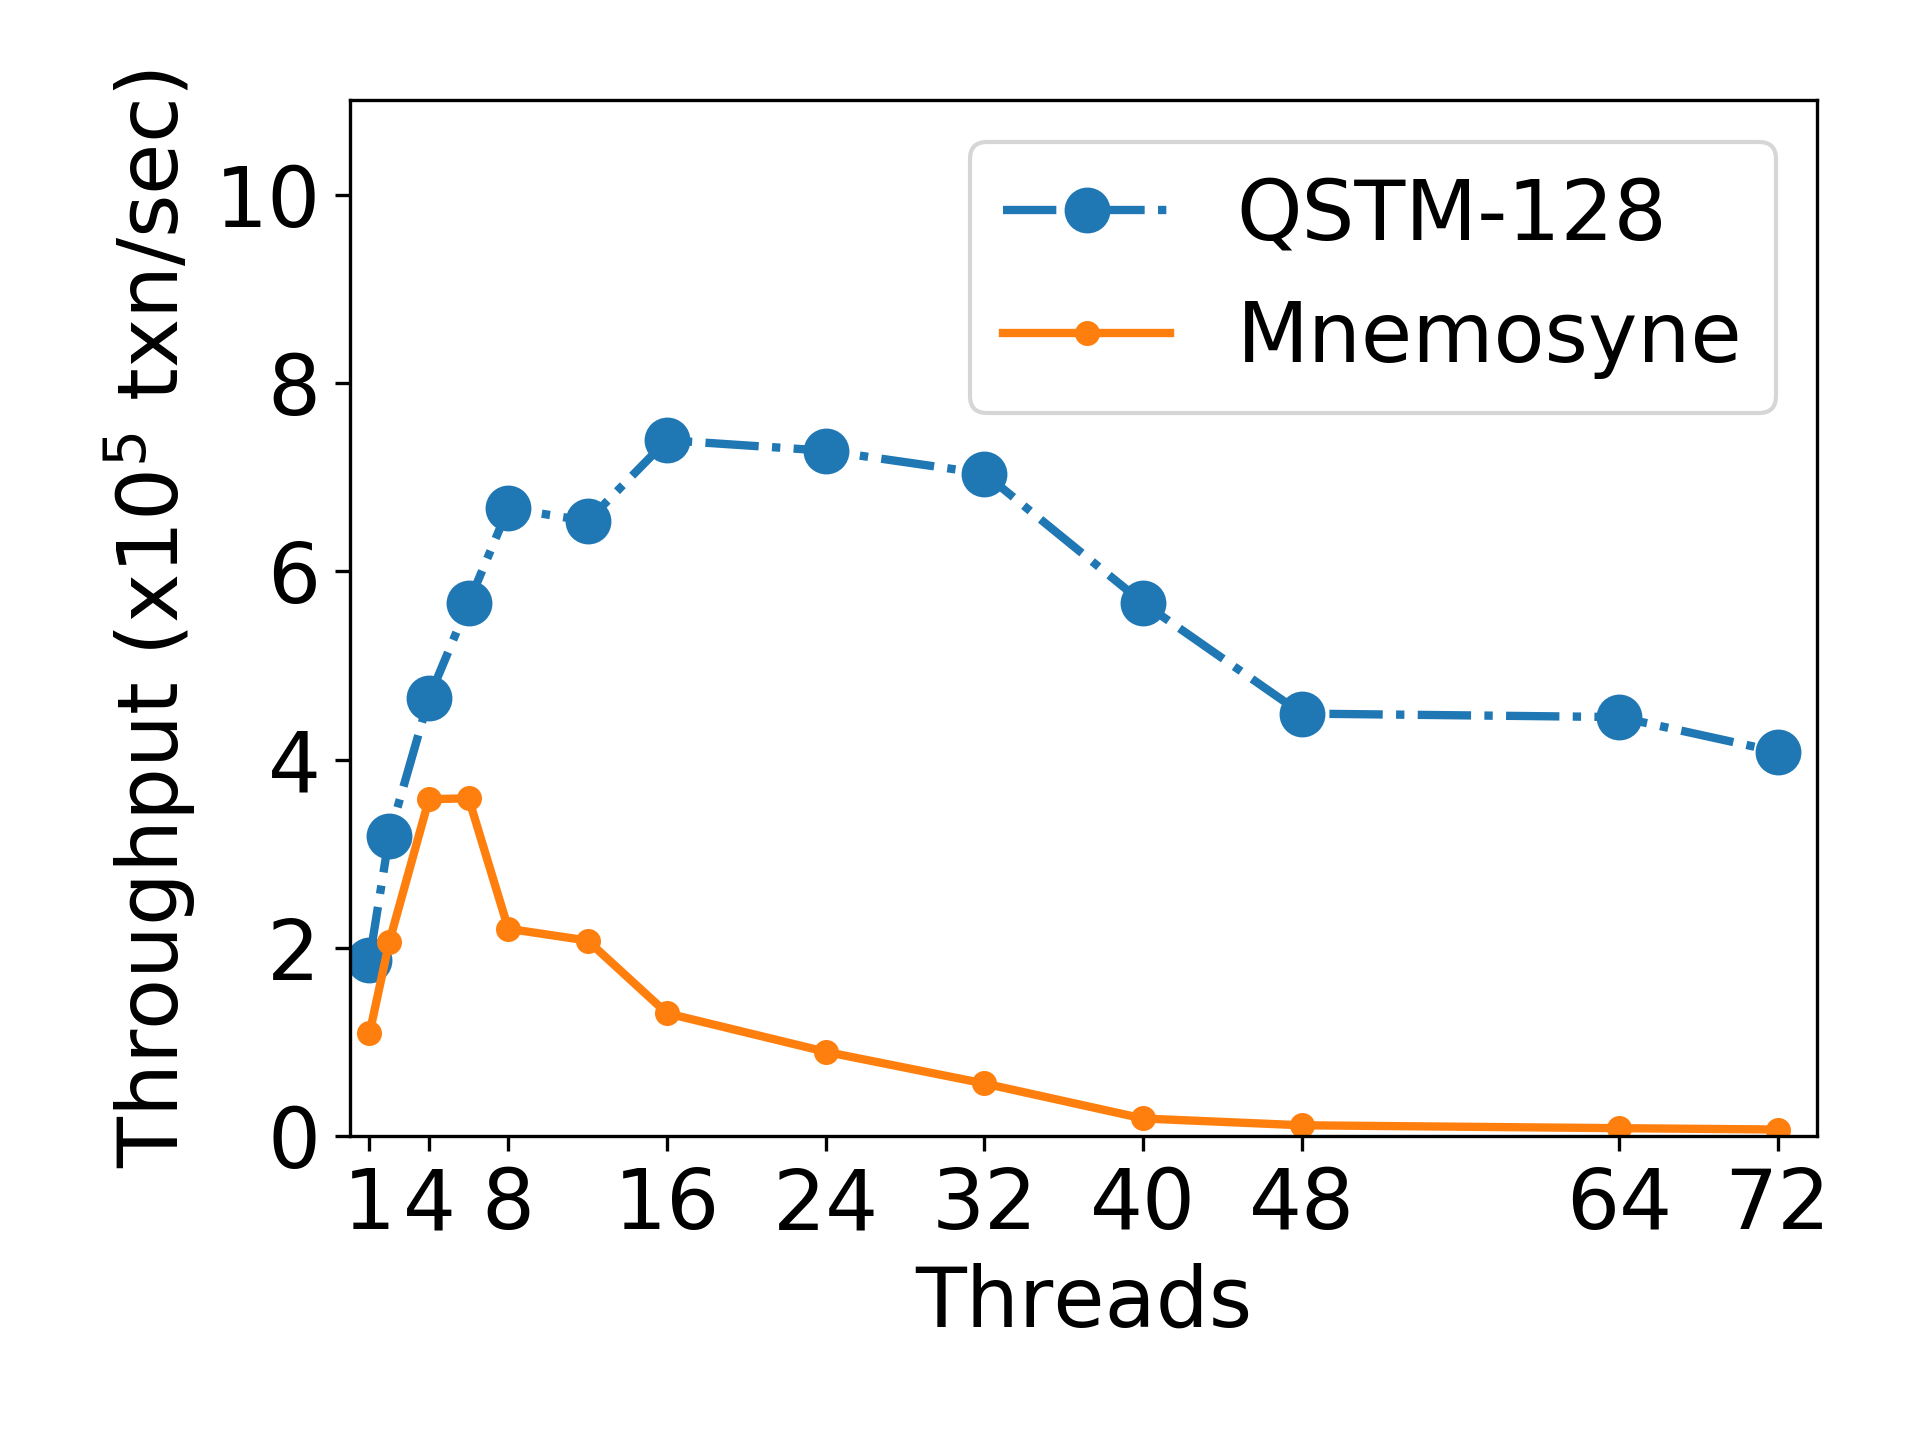 Throughput (x10⁵ txn/sec)
10
8
6
4
2
0
QSTM-128
Mnemosyne
1 4 8 16 24 32 40 48 64 72
Threads